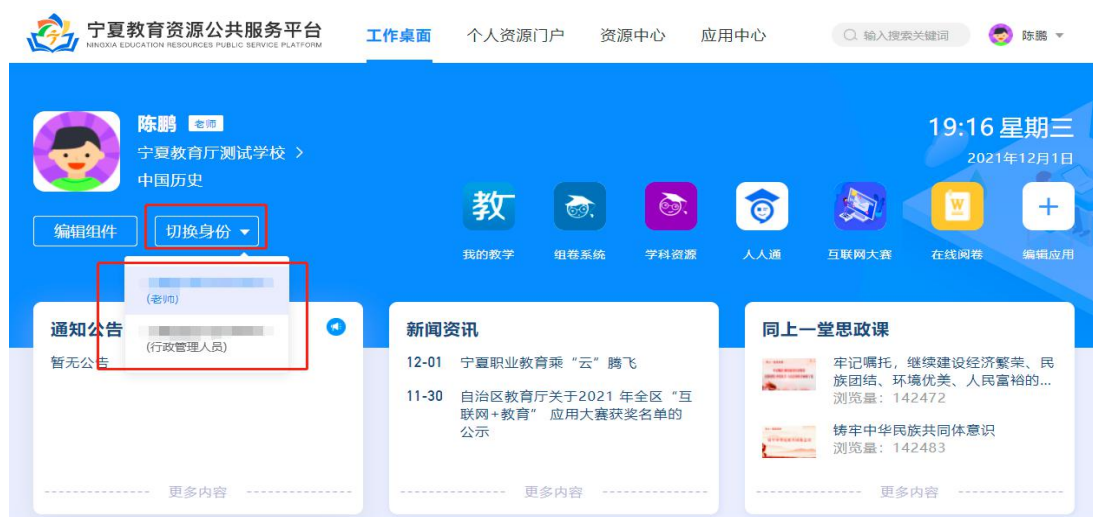 宁夏教育资源公共服务平台
NINGXIA EDUCATION RESOURCES PUBLIC SERVICE PLATFORM
工作桌面
个人资源门户
资源中心
应用中心
输入搜索关键词
陈鹏
陈鹏 老师
宁夏教育厅测试学校 >
中国历史
19:16 星期三
2021年12月1日
编辑组件
切换身份
(老师)
(行政管理人员)
教
W
我的教学
组卷系统
学科资源
人人通
互联网大赛
在线阅卷
编辑应用
通知公告
暂无公告
更多内容
新闻资讯
12-01 宁夏职业教育乘“云”腾飞
11-30 自治区教育厅关于2021 年全区“互
联网+教育” 应用大赛获奖名单的
公示
更多内容
同上一堂思政课
牢记嘱托，继续建设经济繁荣、民
族团结、环境优美、人民富裕的...
浏览量：142472
铸牢中华民族共同体意识
浏览量：142483
更多内容